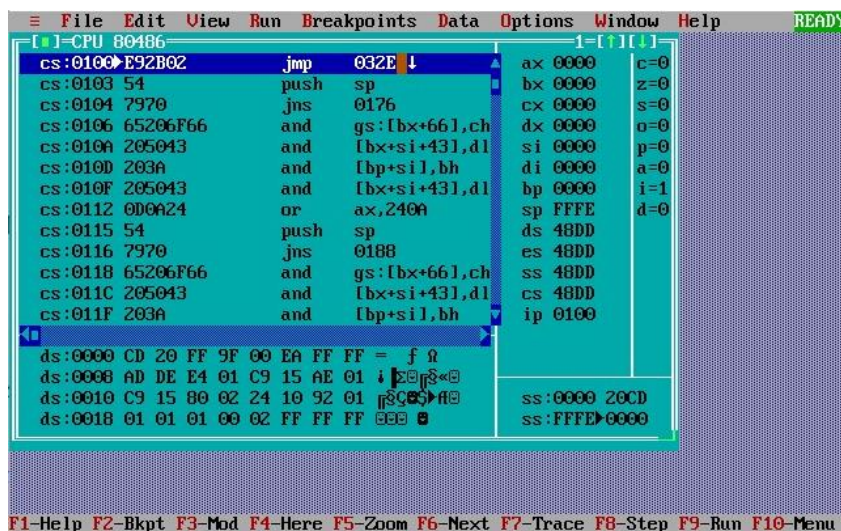 ≡ File Edit View Run Breakpoints Data Options Window Help READY
[■]=CPU 80486 1=[↑][↓]
cs:0100►E92B02 jmp 032E ↓ ax 0000 c=0
cs:0103 54 push sp bx 0000 z=0
cs:0104 7970 jns 0176 cx 0000 s=0
cs:0106 65206F66 and gs:[bx+66],ch dx 0000 o=0
cs:010A 205043 and [bx+si+43],dl si 0000 p=0
cs:010D 203A and [bp+si],bh di 0000 a=0
cs:010F 205043 and [bx+si+43],dl bp 0000 i=1
cs:0112 0D0A24 or ax,240A sp FFFE d=0
cs:0115 54 push sp ds 48DD
cs:0116 7970 jns 0188 es 48DD
cs:0118 65206F66 and gs:[bx+66],ch ss 48DD
cs:011C 205043 and [bx+si+43],dl cs 48DD
cs:011F 203A and [bp+si],bh ip 0100
ds:0000 CD 20 FF 9F 00 EA FF FF = ƒ Ω
ds:0008 AD DE E4 01 C9 15 AE 01 ¡▐Σ☺╔§«☺
ds:0010 C9 15 80 02 24 10 92 01 ╔§Ç☻$►Æ☺ ss:0000 20CD
ds:0018 01 01 01 00 02 FF FF FF ☺☺☺ ☻ ss:FFFE►0000
F1-Help F2-Bkpt F3-Mod F4-Here F5-Zoom F6-Next F7-Trace F8-Step F9-Run F10-Menu